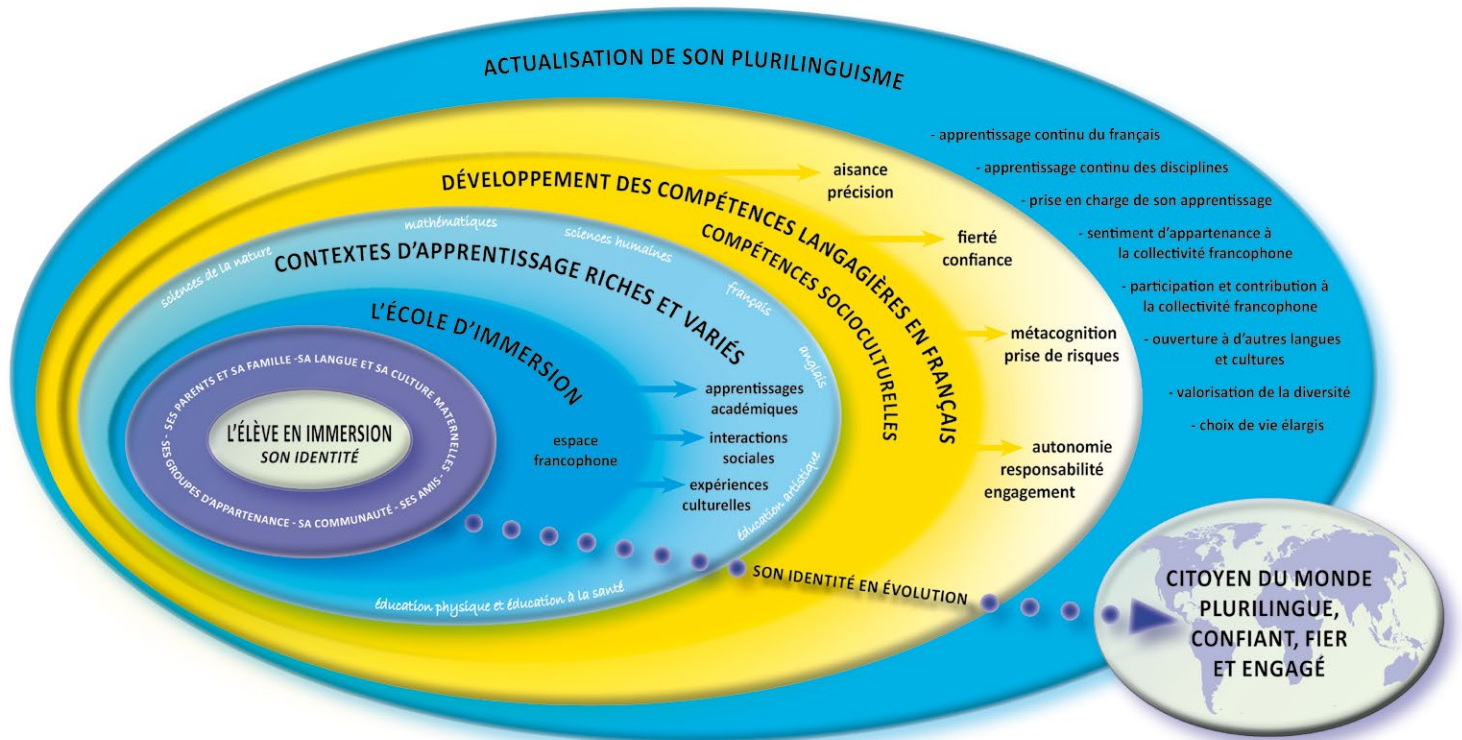 ACTUALISATION DE SON PLURILINGUISME
- apprentissage continu du français
- apprentissage continu des disciplines
- prise en charge de son apprentissage
- sentiment d'appartenance à
la collectivité francophone
- participation et contribution à
la collectivité francophone
- ouverture à d'autres langues
et cultures
- valorisation de la diversité
- choix de vie élargis
DÉVELOPPEMENT DES COMPÉTENCES LANGAGIÈRES EN FRANÇAIS
COMPÉTENCES SOCIOCULTURELLES
aisance
précision
fierté
confiance
métacognition
prise de risques
autonomie
responsabilité
engagement
sciences de la nature
mathématiques
sciences humaines
français
anglais
éducation artistique
éducation physique et éducation à la santé
CONTEXTES D'APPRENTISSAGE RICHES ET VARIÉS
L'ÉCOLE D'IMMERSION
espace
francophone
apprentissages
académiques
interactions
sociales
expériences
culturelles
- SES PARENTS ET SA FAMILLE - SA LANGUE ET SA CULTURE MATERNELLES - SES AMIS - SA COMMUNAUTÉ - SES GROUPES D'APPARTENANCE
L'ÉLÈVE EN IMMERSION
SON IDENTITÉ
SON IDENTITÉ EN ÉVOLUTION
CITOYEN DU MONDE
PLURILINGUE,
CONFIANT, FIER
ET ENGAGÉ